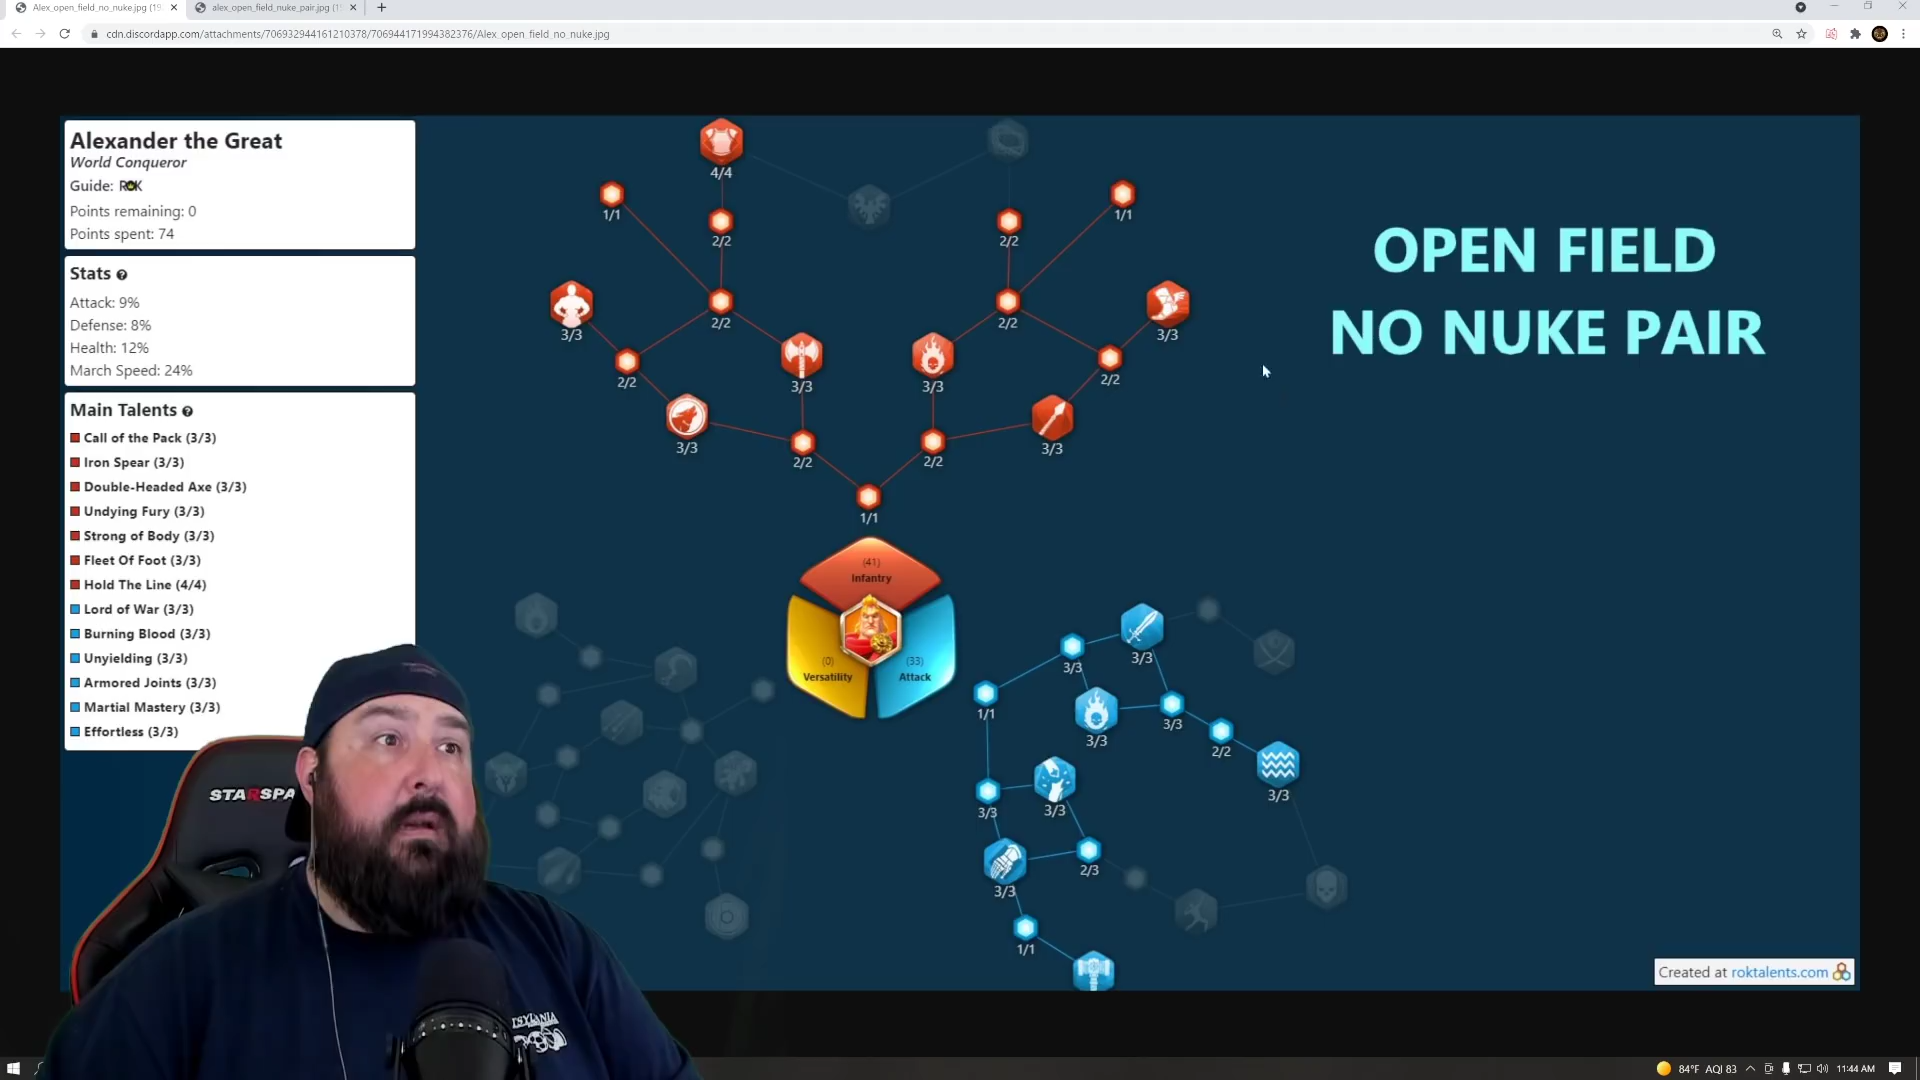 Alex_open_field_no_nuke.jpg (19
alex_open_field_nuke_pair.jpg (1
cdn.discordapp.com/attachments/706932944161210378/706944171994382376/Alex_open_field_no_nuke.jpg
Alexander the Great
World Conqueror
Guide: ROK
Points remaining: 0
Points spent: 74
Stats
Attack: 9%
Defense: 8%
Health: 12%
March Speed: 24%
Main Talents
Call of the Pack (3/3)
Iron Spear (3/3)
Double-Headed Axe (3/3)
Undying Fury (3/3)
Strong of Body (3/3)
Fleet Of Foot (3/3)
Hold The Line (4/4)
Lord of War (3/3)
Burning Blood (3/3)
Unyielding (3/3)
Armored Joints (3/3)
Martial Mastery (3/3)
Effortless (3/3)
OPEN FIELD
NO NUKE PAIR
4/4
1/1
1/1
2/2
2/2
3/3
2/2
2/2
3/3
2/2
3/3
3/3
2/2
3/3
2/2
2/2
3/3
1/1
(41)
Infantry
(0)
Versatility
(33)
Attack
3/3
3/3
1/1
3/3
3/3
2/2
3/3
3/3
3/3
3/3
2/3
1/1
STARSPA
TSYLVANIA
Created at roktalents.com
84°F AQI 83
11:44 AM